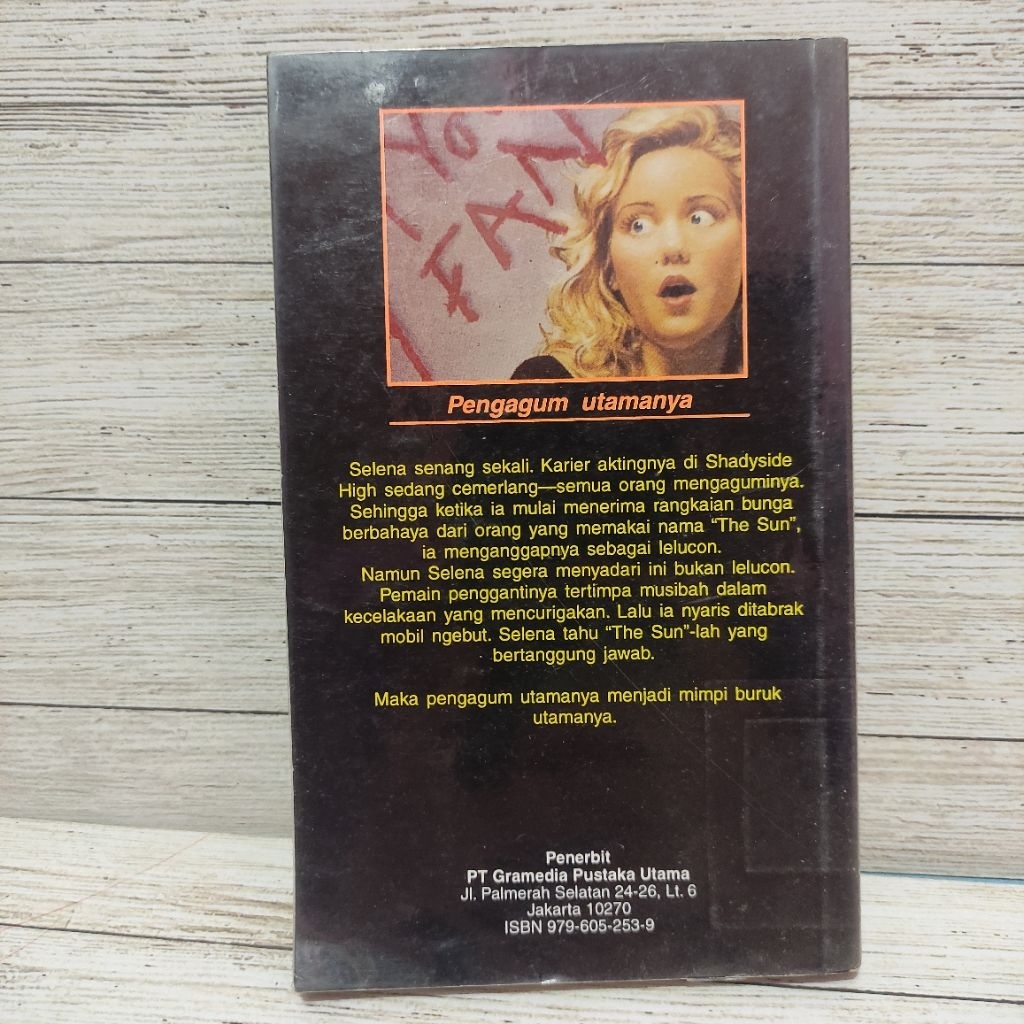 YO
FAN
Pengagum utamanya
Selena senang sekali. Karier aktingnya di Shadyside
High sedang cemerlang—semua orang mengaguminya.
Sehingga ketika ia mulai menerima rangkaian bunga
berbahaya dari orang yang memakai nama “The Sun”,
ia menganggapnya sebagai lelucon.
Namun Selena segera menyadari ini bukan lelucon.
Pemain penggantinya tertimpa musibah dalam
kecelakaan yang mencurigakan. Lalu ia nyaris ditabrak
mobil ngebut. Selena tahu “The Sun”-lah yang
bertanggung jawab.
Maka pengagum utamanya menjadi mimpi buruk
utamanya.
Penerbit
PT Gramedia Pustaka Utama
Jl. Palmerah Selatan 24-26, Lt. 6
Jakarta 10270
ISBN 979-605-253-9